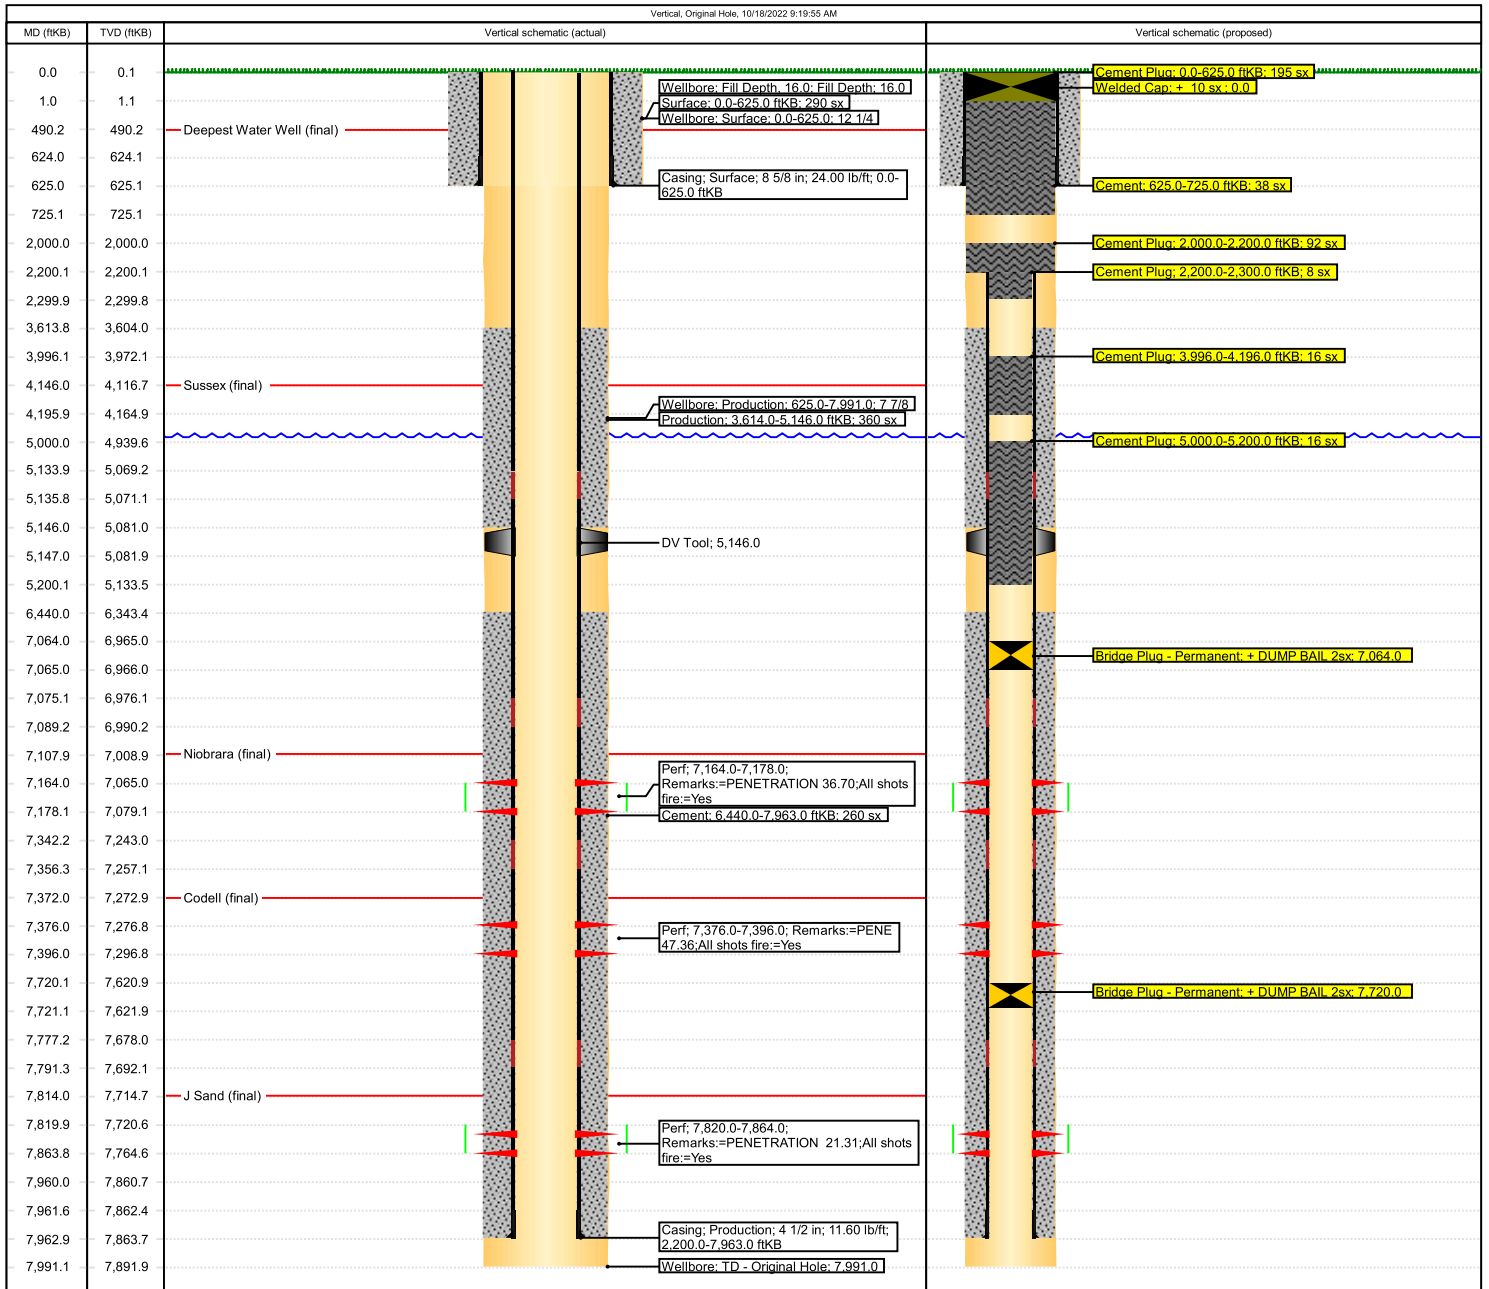 Vertical, Original Hole, 10/18/2022 9:19:55 AM
MD (ftKB) TVD (ftKB) Vertical schematic (actual) Vertical schematic (proposed)
0.0 0.1
1.0 1.1
490.2 490.2
624.0 624.1
625.0 625.1
725.1 725.1
2,000.0 2,000.0
2,200.1 2,200.1
2,299.9 2,299.8
3,613.8 3,604.0
3,996.1 3,972.1
4,146.0 4,116.7
4,195.9 4,164.9
5,000.0 4,939.6
5,133.9 5,069.2
5,135.8 5,071.1
5,146.0 5,081.0
5,147.0 5,081.9
5,200.1 5,133.5
6,440.0 6,343.4
7,064.0 6,965.0
7,065.0 6,966.0
7,075.1 6,976.1
7,089.2 6,990.2
7,107.9 7,008.9
7,164.0 7,065.0
7,178.1 7,079.1
7,342.2 7,243.0
7,356.3 7,257.1
7,372.0 7,272.9
7,376.0 7,276.8
7,396.0 7,296.8
7,720.1 7,620.9
7,721.1 7,621.9
7,777.2 7,678.0
7,791.3 7,692.1
7,814.0 7,714.7
7,819.9 7,720.6
7,863.8 7,764.6
7,960.0 7,860.7
7,961.6 7,862.4
7,962.9 7,863.7
7,991.1 7,891.9
Deepest Water Well (final)
Sussex (final)
Niobrara (final)
Codell (final)
J Sand (final)
Wellbore; Fill Depth, 16.0; Fill Depth; 16.0
Surface; 0.0-625.0 ftKB; 290 sx
Wellbore; Surface; 0.0-625.0; 12 1/4
Casing; Surface; 8 5/8 in; 24.00 lb/ft; 0.0-
625.0 ftKB
Wellbore; Production; 625.0-7,991.0; 7 7/8
Production; 3,614.0-5,146.0 ftKB; 360 sx
DV Tool; 5,146.0
Perf; 7,164.0-7,178.0;
Remarks:=PENETRATION 36.70;All shots
fire:=Yes
Cement; 6,440.0-7,963.0 ftKB; 260 sx
Perf; 7,376.0-7,396.0; Remarks:=PENE
47.36;All shots fire:=Yes
Perf; 7,820.0-7,864.0;
Remarks:=PENETRATION 21.31;All shots
fire:=Yes
Casing; Production; 4 1/2 in; 11.60 lb/ft;
2,200.0-7,963.0 ftKB
Wellbore; TD - Original Hole; 7,991.0
Cement Plug; 0.0-625.0 ftKB; 195 sx
Welded Cap; + 10 sx ; 0.0
Cement; 625.0-725.0 ftKB; 38 sx
Cement Plug; 2,000.0-2,200.0 ftKB; 92 sx
Cement Plug; 2,200.0-2,300.0 ftKB; 8 sx
Cement Plug; 3,996.0-4,196.0 ftKB; 16 sx
Cement Plug; 5,000.0-5,200.0 ftKB; 16 sx
Bridge Plug - Permanent; + DUMP BAIL 2sx; 7,064.0
Bridge Plug - Permanent; + DUMP BAIL 2sx; 7,720.0